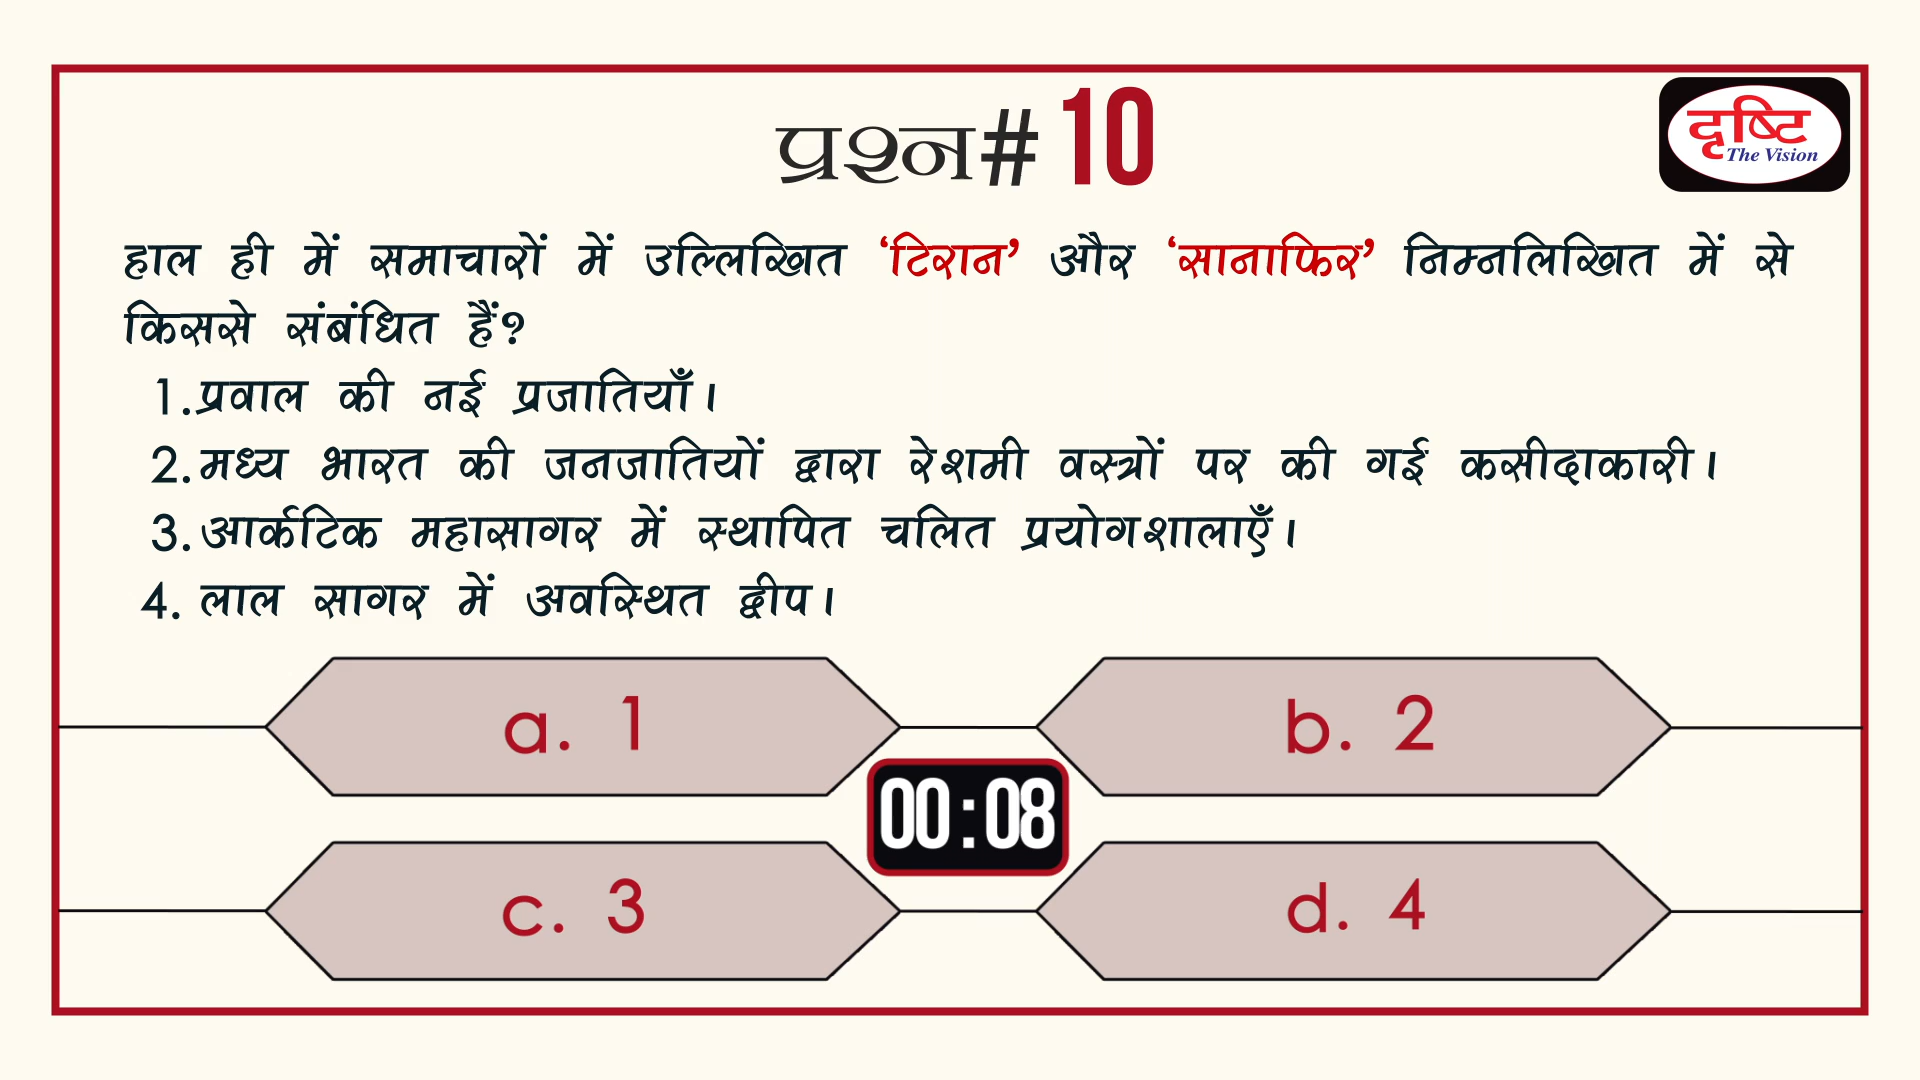 प्रश्न# 10
दृष्टि
The Vision
हाल ही में समाचारों में उल्लिखित ‘टिरान’ और ‘सानाफिर’ निम्नलिखित में से
किससे संबंधित हैं?
1.प्रवाल की नई प्रजातियाँ।
2.मध्य भारत की जनजातियों द्वारा रेशमी वस्त्रों पर की गई कसीदाकारी।
3.आर्कटिक महासागर में स्थापित चलित प्रयोगशालाएँ।
4. लाल सागर में अवस्थित द्वीप।
a. 1
b. 2
00:08
c. 3
d. 4